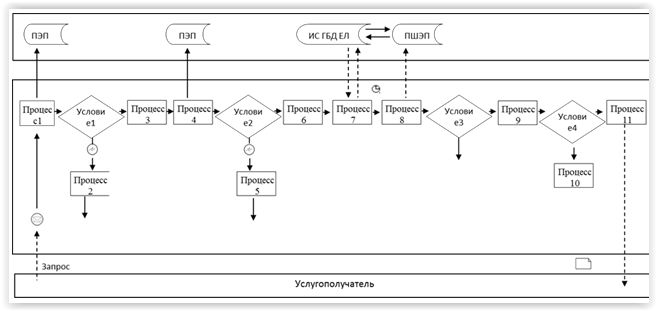 ПЭП
ПЭП
ИС ГБД ЕЛ
ПШЭП
Процес
с1
Услови
е1
Процесс
3
Процесс
4
Услови
е2
Процесс
6
Процесс
7
Процесс
8
Услови
е3
Процесс
9
Услови
е4
Процесс
11
Процесс
2
Процесс
5
Процесс
10
Запрос
Услугополучатель